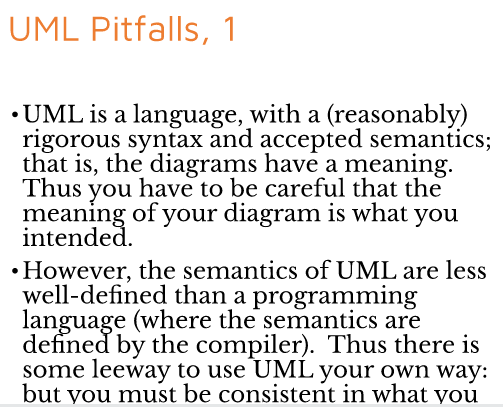 UML Pitfalls, 1
•UML is a language, with a (reasonably)
rigorous syntax and accepted semantics;
that is, the diagrams have a meaning.
Thus you have to be careful that the
meaning of your diagram is what you
intended.
•However, the semantics of UML are less
well-defined than a programming
language (where the semantics are
defined by the compiler).  Thus there is
some leeway to use UML your own way:
but you must be consistent in what you